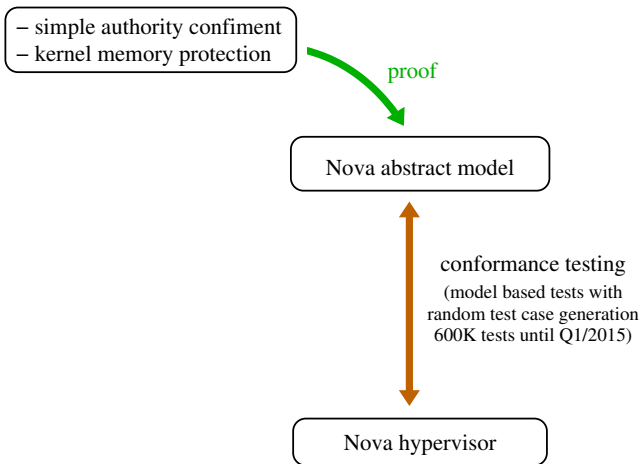 – simple authority confiment
– kernel memory protection
proof
Nova abstract model
conformance testing
(model based tests with
random test case generation
600K tests until Q1/2015)
Nova hypervisor